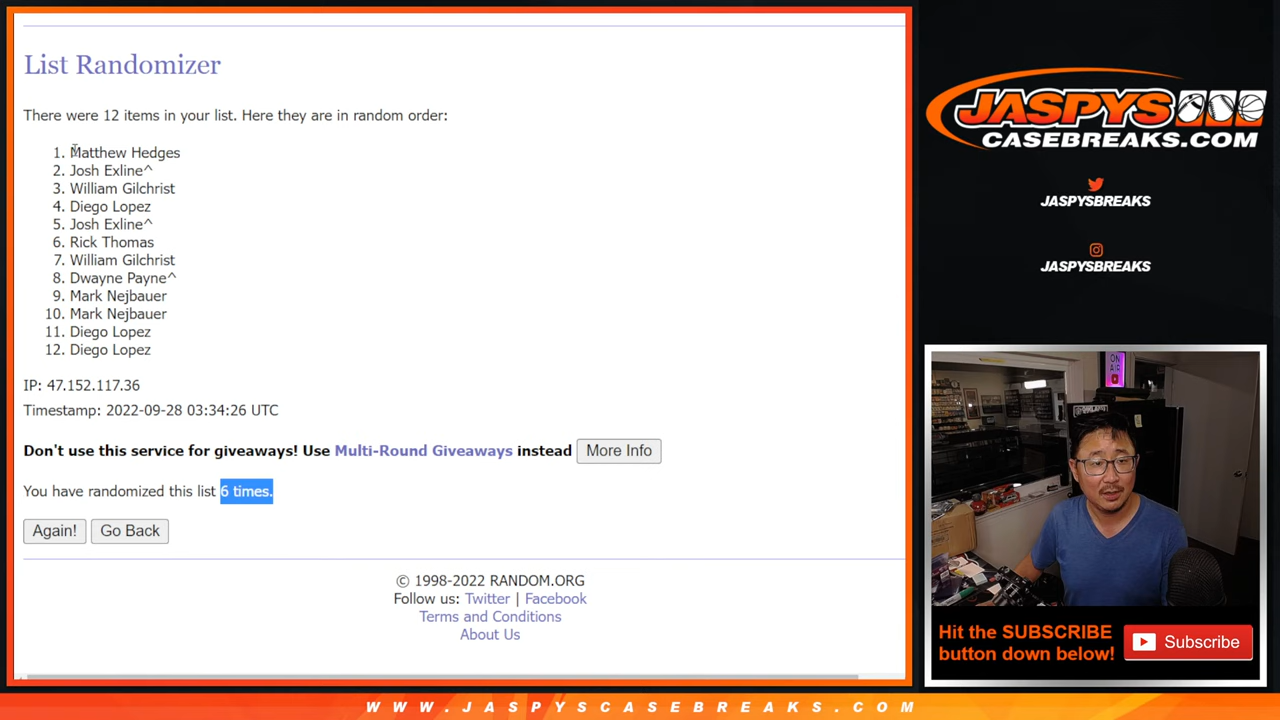 List Randomizer
There were 12 items in your list. Here they are in random order:
1. Matthew Hedges
2. Josh Exline^
3. William Gilchrist
4. Diego Lopez
5. Josh Exline^
6. Rick Thomas
7. William Gilchrist
8. Dwayne Payne^
9. Mark Nejbauer
10. Mark Nejbauer
11. Diego Lopez
12. Diego Lopez
IP: 47.152.117.36
Timestamp: 2022-09-28 03:34:26 UTC
Don't use this service for giveaways! Use Multi-Round Giveaways instead More Info
You have randomized this list 6 times.
Again! Go Back
© 1998-2022 RANDOM.ORG
Follow us: Twitter | Facebook
Terms and Conditions
About Us
JASPYS
CASEBREAKS.COM
JASPYSBREAKS
JASPYSBREAKS
ON
AIR
Hit the SUBSCRIBE
button down below!
Subscribe
WWW.JASPYSCASEBREAKS.COM